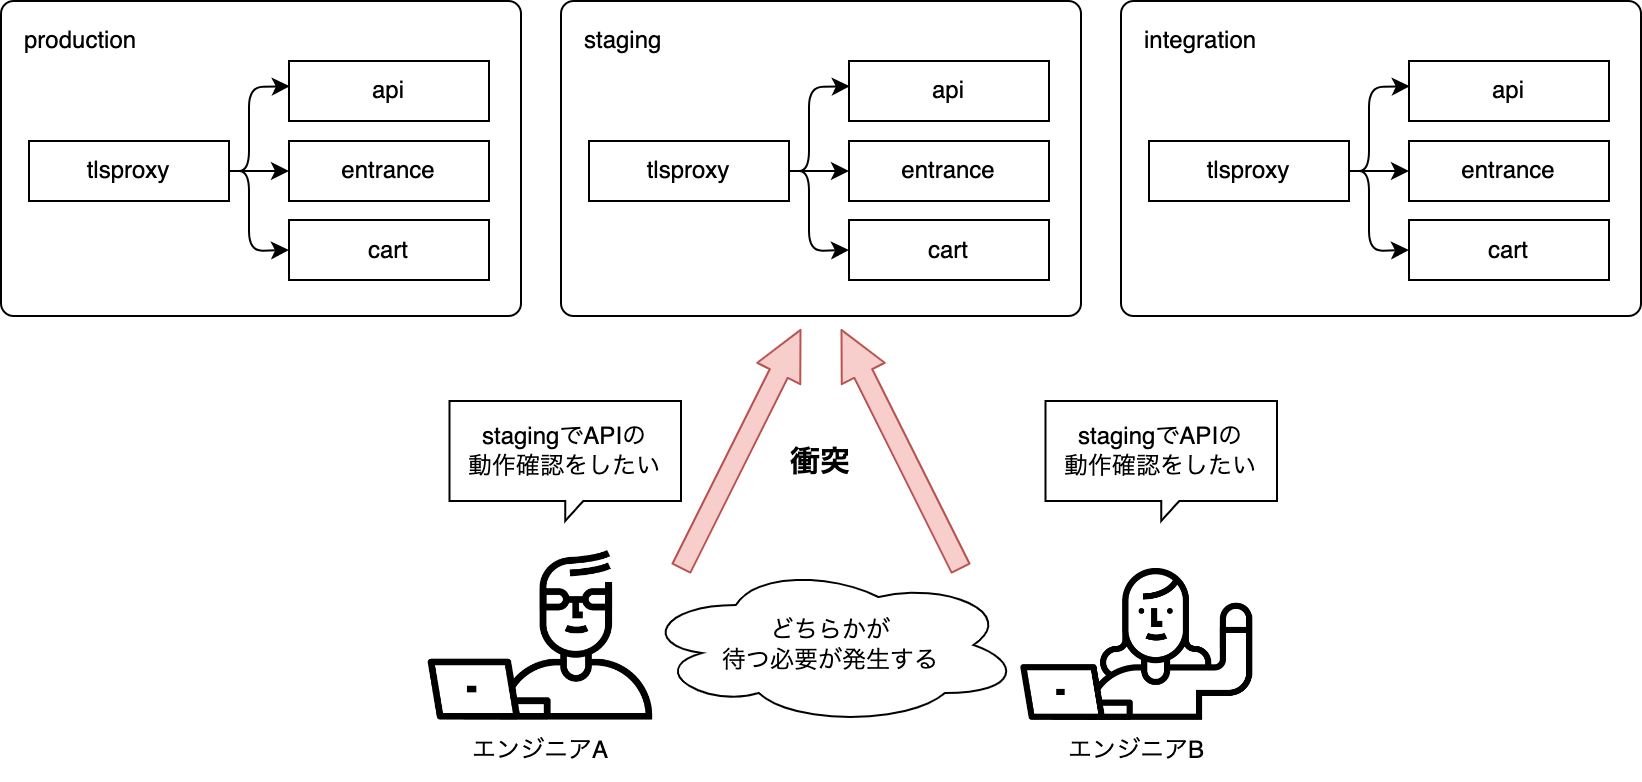 production
api
tlsproxy
entrance
cart
staging
api
tlsproxy
entrance
cart
integration
api
tlsproxy
entrance
cart
stagingでAPIの
動作確認をしたい
衝突
stagingでAPIの
動作確認をしたい
どちらかが
待つ必要が発生する
エンジニアA
エンジニアB